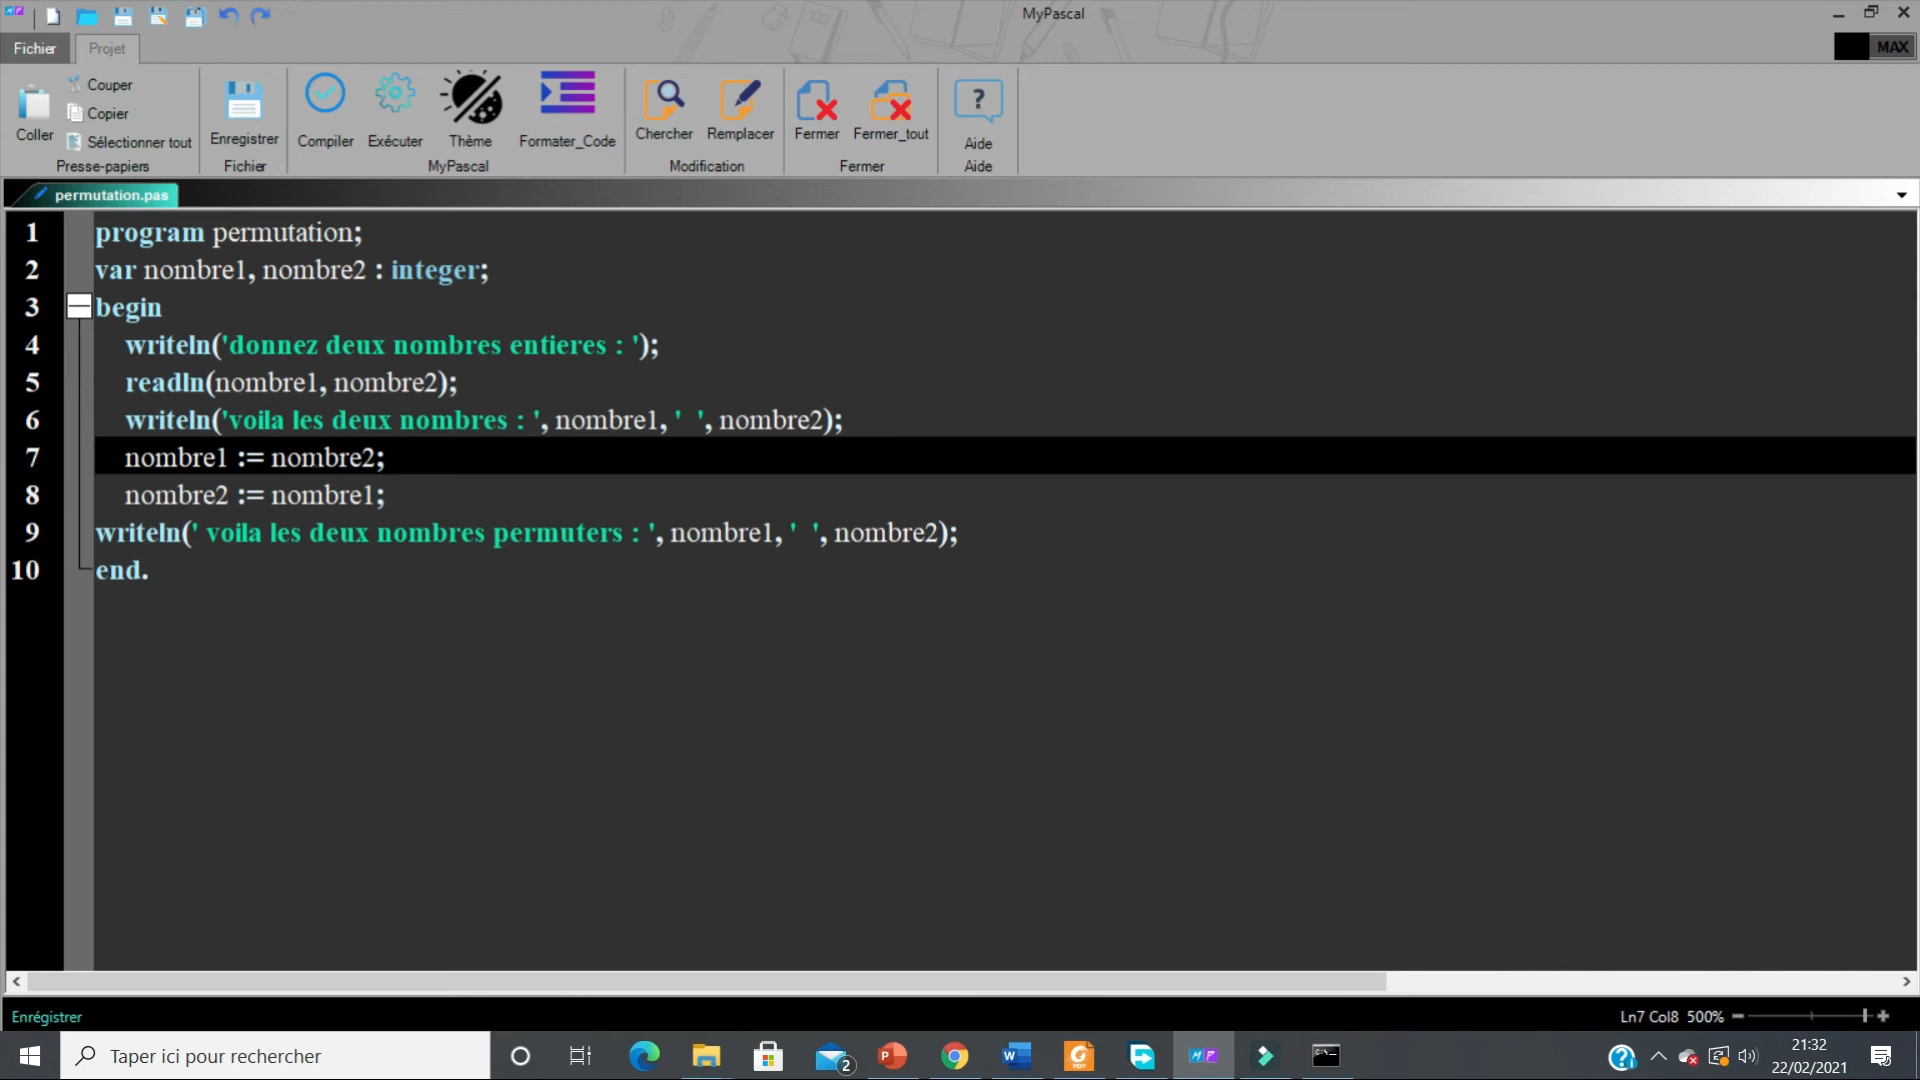 MyPascal
Fichier Projet MAX
Coller
Couper
Copier
Sélectionner tout
Presse-papiers
Enregistrer
Fichier
Compiler Exécuter Thème Formater_Code
MyPascal
Chercher Remplacer
Modification
Fermer Fermer_tout
Fermer
?
Aide
Aide
permutation.pas
1 program permutation;
2 var nombre1, nombre2 : integer;
3 begin
4 writeln('donnez deux nombres entieres : ');
5 readln(nombre1, nombre2);
6 writeln('voila les deux nombres : ', nombre1, '  ', nombre2);
7 nombre1 := nombre2;
8 nombre2 := nombre1;
9 writeln(' voila les deux nombres permuters : ', nombre1, '  ', nombre2);
10 end.
Enrégistrer
Ln7 Col8 500%
Taper ici pour rechercher
2
21:32
22/02/2021